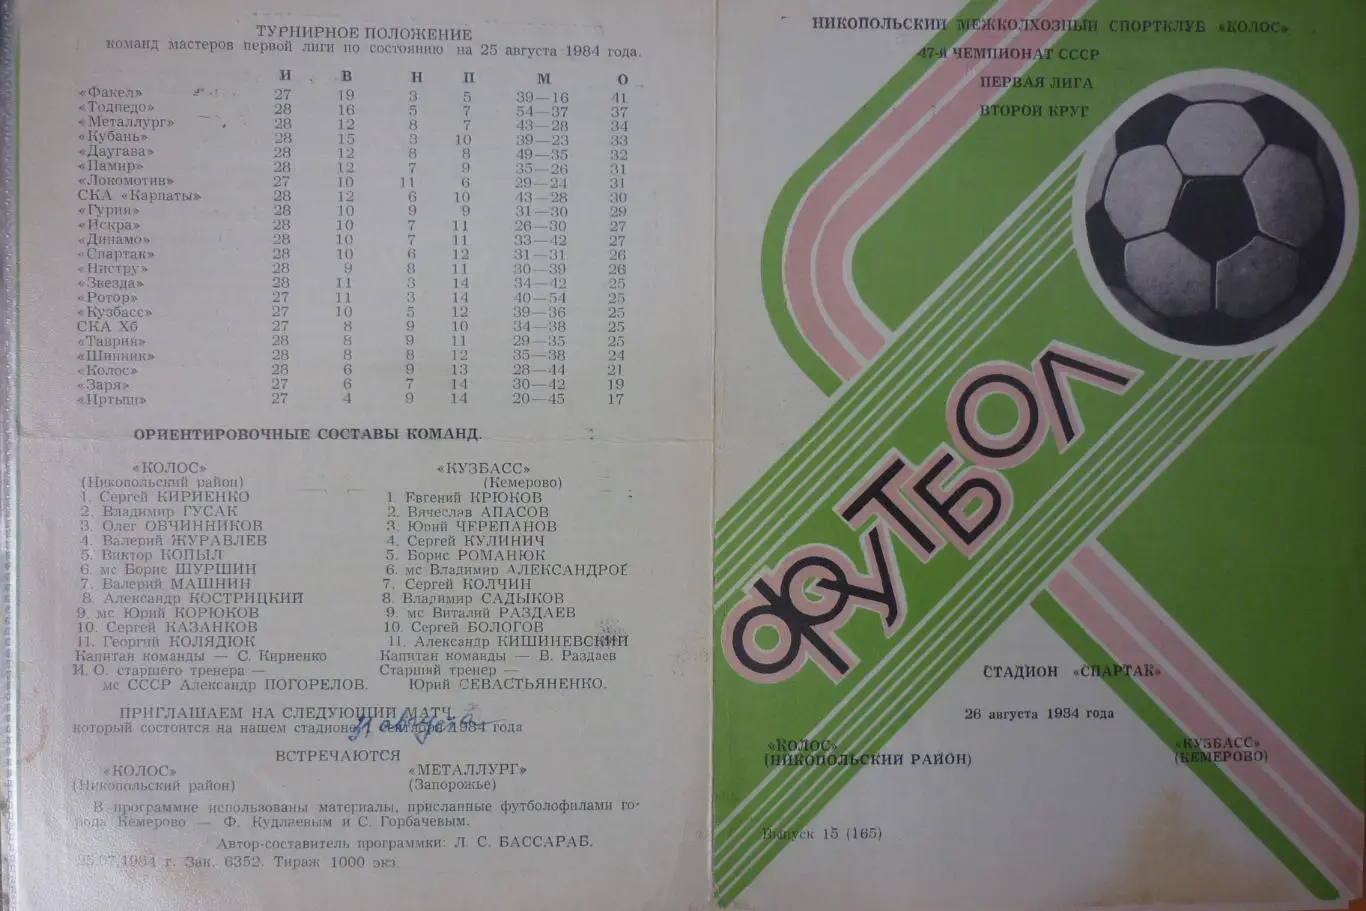 ТУРНИРНОЕ ПОЛОЖЕНИЕ
команд мастеров первой лиги по состоянию на 25 августа 1984 года.
И В Н П М О
«Факел» 27 19 3 5 39—16 41
«Тодпедо» 28 16 5 7 54—37 37
«Металлург» 28 12 8 7 43—28 34
«Кубань» 28 15 3 10 39—23 33
«Даугава» 28 12 8 8 49—35 32
«Памир» 28 12 7 9 35—26 31
«Локомотив» 27 10 11 6 29—24 31
СКА «Карпаты» 28 12 6 10 43—28 30
«Гурия» 28 10 9 9 31—30 29
«Искра» 28 10 7 11 26—30 27
«Динамо» 28 10 7 11 33—42 27
«Спартак» 28 10 6 12 31—31 26
«Нистру» 28 9 8 11 30—39 26
«Звезда» 28 11 3 14 34—42 25
«Ротор» 27 11 3 14 40—54 25
«Кузбасс» 27 10 5 12 39—36 25
СКА Хб 27 8 9 10 34—38 25
«Таврия» 28 8 9 11 29—35 25
«Шинник» 28 8 8 12 35—38 24
«Колос» 28 6 9 13 28—44 21
«Заря» 27 6 7 14 30—42 19
«Иртыш» 27 4 9 14 20—45 17
ОРИЕНТИРОВОЧНЫЕ СОСТАВЫ КОМАНД.
«КОЛОС»
(Никопольский район)
1. Сергей КИРИЕНКО
2. Владимир ГУСАК
3. Олег ОВЧИННИКОВ
4. Валерий ЖУРАВЛЕВ
5. Виктор КОПЫЛ
6. мс Борис ШУРШИН
7. Валерий МАШНИН
8. Александр КОСТРИЦКИЙ
9. мс Юрий КОРЮКОВ
10. Сергей КАЗАНКОВ
11. Георгий КОЛЯДЮК
Капитан команды — С. Кириенко
И. О. старшего тренера —
мс СССР Александр ПОГОРЕЛОВ.
«КУЗБАСС»
(Кемерово)
1. Евгений КРЮКОВ
2. Вячеслав АПАСОВ
3. Юрий ЧЕРЕПАНОВ
4. Сергей КУЛИНИЧ
5. Борис РОМАНЮК
6. мс Владимир АЛЕКСАНДРОВ
7. Сергей КОЛЧИН
8. Владимир САДЫКОВ
9. мс Виталий РАЗДАЕВ
10. Сергей БОЛОГОВ
11. Александр КИШИНЕВСКИЙ
Капитан команды — В. Раздаев
Старший тренер —
Юрий СЕВАСТЬЯНЕНКО.
ПРИГЛАШАЕМ НА СЛЕДУЮЩИЙ МАТЧ,
который состоится на нашем стадионе августа 1984 года
ВСТРЕЧАЮТСЯ
«КОЛОС»
(Никопольский район)
«МЕТАЛЛУРГ»
(Запорожье)
В программке использованы материалы, присланные футболофилами го-
рода Кемерово — Ф. Кудлаевым и С. Горбачевым.
Автор-составитель программки: Л. С. БАССАРАБ.
25.07.1984 г. Зак. 6352. Тираж 1000 экз.
НИКОПОЛЬСКИЙ МЕЖКОЛХОЗНЫЙ СПОРТКЛУБ «КОЛОС»
47-й ЧЕМПИОНАТ СССР
ПЕРВАЯ ЛИГА
ВТОРОЙ КРУГ
ФУТБОЛ
СТАДИОН «СПАРТАК»
26 августа 1984 года
«КОЛОС»
(НИКОПОЛЬСКИЙ РАЙОН)
«КУЗБАСС»
(КЕМЕРОВО)
Выпуск 15 (165)